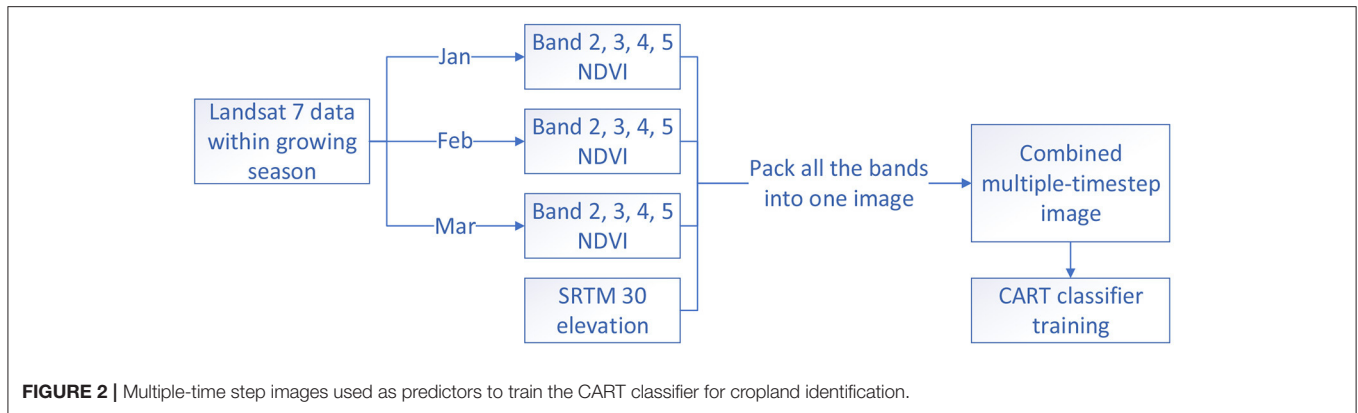 Landsat 7 data
within growing
season
Jan
Band 2, 3, 4, 5
NDVI
Feb
Band 2, 3, 4, 5
NDVI
Mar
Band 2, 3, 4, 5
NDVI
SRTM 30
elevation
Pack all the bands
into one image
Combined
multiple-timestep
image
CART classifier
training
FIGURE 2 | Multiple-time step images used as predictors to train the CART classifier for cropland identification.